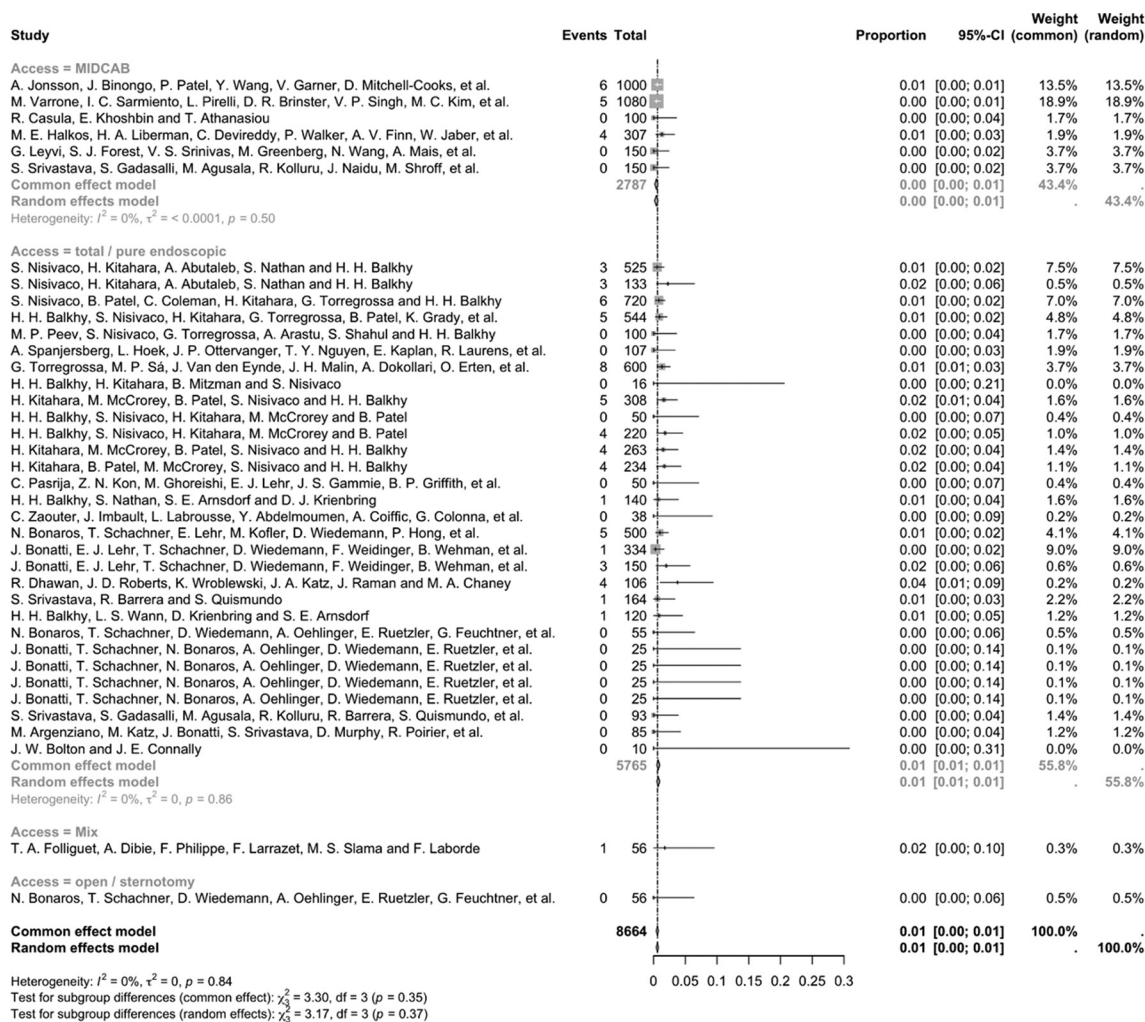 Study Events Total Proportion 95%-CI Weight (common) Weight (random)
Access = MIDCAB
A. Jonsson, J. Binongo, P. Patel, Y. Wang, V. Garner, D. Mitchell-Cooks, et al. 6 1000 0.01 [0.00; 0.01] 13.5% 13.5%
M. Varrone, I. C. Sarmiento, L. Pirelli, D. R. Brinster, V. P. Singh, M. C. Kim, et al. 5 1080 0.00 [0.00; 0.01] 18.9% 18.9%
R. Casula, E. Khoshbin and T. Athanasiou 0 100 0.00 [0.00; 0.04] 1.7% 1.7%
M. E. Halkos, H. A. Liberman, C. Devireddy, P. Walker, A. V. Finn, W. Jaber, et al. 4 307 0.01 [0.00; 0.03] 1.9% 1.9%
G. Leyvi, S. J. Forest, V. S. Srinivas, M. Greenberg, N. Wang, A. Mais, et al. 0 150 0.00 [0.00; 0.02] 3.7% 3.7%
S. Srivastava, S. Gadasalli, M. Agusala, R. Kolluru, J. Naidu, M. Shroff, et al. 0 150 0.00 [0.00; 0.02] 3.7% 3.7%
Common effect model 2787 0.00 [0.00; 0.01] 43.4% .
Random effects model 0.00 [0.00; 0.01] . 43.4%
Heterogeneity: I² = 0%, τ² = < 0.0001, p = 0.50
Access = total / pure endoscopic
S. Nisivaco, H. Kitahara, A. Abutaleb, S. Nathan and H. H. Balkhy 3 525 0.01 [0.00; 0.02] 7.5% 7.5%
S. Nisivaco, H. Kitahara, A. Abutaleb, S. Nathan and H. H. Balkhy 3 133 0.02 [0.00; 0.06] 0.5% 0.5%
S. Nisivaco, B. Patel, C. Coleman, H. Kitahara, G. Torregrossa and H. H. Balkhy 6 720 0.01 [0.00; 0.02] 7.0% 7.0%
H. H. Balkhy, S. Nisivaco, H. Kitahara, G. Torregrossa, B. Patel, K. Grady, et al. 5 544 0.01 [0.00; 0.02] 4.8% 4.8%
M. P. Peev, S. Nisivaco, G. Torregrossa, A. Arastu, S. Shahul and H. H. Balkhy 0 100 0.00 [0.00; 0.04] 1.7% 1.7%
A. Spanjersberg, L. Hoek, J. P. Ottervanger, T. Y. Nguyen, E. Kaplan, R. Laurens, et al. 0 107 0.00 [0.00; 0.03] 1.9% 1.9%
G. Torregrossa, M. P. Sá, J. Van den Eynde, J. H. Malin, A. Dokollari, O. Erten, et al. 8 600 0.01 [0.01; 0.03] 3.7% 3.7%
H. H. Balkhy, H. Kitahara, B. Mitzman and S. Nisivaco 0 16 0.00 [0.00; 0.21] 0.0% 0.0%
H. Kitahara, M. McCrorey, B. Patel, S. Nisivaco and H. H. Balkhy 5 308 0.02 [0.01; 0.04] 1.6% 1.6%
H. H. Balkhy, S. Nisivaco, H. Kitahara, M. McCrorey and B. Patel 0 50 0.00 [0.00; 0.07] 0.4% 0.4%
H. H. Balkhy, S. Nisivaco, H. Kitahara, M. McCrorey and B. Patel 4 220 0.02 [0.00; 0.05] 1.0% 1.0%
H. Kitahara, M. McCrorey, B. Patel, S. Nisivaco and H. H. Balkhy 4 263 0.02 [0.00; 0.04] 1.4% 1.4%
H. Kitahara, B. Patel, M. McCrorey, S. Nisivaco and H. H. Balkhy 4 234 0.02 [0.00; 0.04] 1.1% 1.1%
C. Pasrija, Z. N. Kon, M. Ghoreishi, E. J. Lehr, J. S. Gammie, B. P. Griffith, et al. 0 50 0.00 [0.00; 0.07] 0.4% 0.4%
H. H. Balkhy, S. Nathan, S. E. Arnsdorf and D. J. Krienbring 1 140 0.01 [0.00; 0.04] 1.6% 1.6%
C. Zaouter, J. Imbault, L. Labrousse, Y. Abdelmoumen, A. Coiffic, G. Colonna, et al. 0 38 0.00 [0.00; 0.09] 0.2% 0.2%
N. Bonaros, T. Schachner, E. Lehr, M. Kofler, D. Wiedemann, P. Hong, et al. 5 500 0.01 [0.00; 0.02] 4.1% 4.1%
J. Bonatti, E. J. Lehr, T. Schachner, D. Wiedemann, F. Weidinger, B. Wehman, et al. 1 334 0.00 [0.00; 0.02] 9.0% 9.0%
J. Bonatti, E. J. Lehr, T. Schachner, D. Wiedemann, F. Weidinger, B. Wehman, et al. 3 150 0.02 [0.00; 0.06] 0.6% 0.6%
R. Dhawan, J. D. Roberts, K. Wroblewski, J. A. Katz, J. Raman and M. A. Chaney 4 106 0.04 [0.01; 0.09] 0.2% 0.2%
S. Srivastava, R. Barrera and S. Quismundo 1 164 0.01 [0.00; 0.03] 2.2% 2.2%
H. H. Balkhy, L. S. Wann, D. Krienbring and S. E. Arnsdorf 1 120 0.01 [0.00; 0.05] 1.2% 1.2%
N. Bonaros, T. Schachner, D. Wiedemann, A. Oehlinger, E. Ruetzler, G. Feuchtner, et al. 0 55 0.00 [0.00; 0.06] 0.5% 0.5%
J. Bonatti, T. Schachner, N. Bonaros, A. Oehlinger, D. Wiedemann, E. Ruetzler, et al. 0 25 0.00 [0.00; 0.14] 0.1% 0.1%
J. Bonatti, T. Schachner, N. Bonaros, A. Oehlinger, D. Wiedemann, E. Ruetzler, et al. 0 25 0.00 [0.00; 0.14] 0.1% 0.1%
J. Bonatti, T. Schachner, N. Bonaros, A. Oehlinger, D. Wiedemann, E. Ruetzler, et al. 0 25 0.00 [0.00; 0.14] 0.1% 0.1%
J. Bonatti, T. Schachner, N. Bonaros, A. Oehlinger, D. Wiedemann, E. Ruetzler, et al. 0 25 0.00 [0.00; 0.14] 0.1% 0.1%
S. Srivastava, S. Gadasalli, M. Agusala, R. Kolluru, R. Barrera, S. Quismundo, et al. 0 93 0.00 [0.00; 0.04] 1.4% 1.4%
M. Argenziano, M. Katz, J. Bonatti, S. Srivastava, D. Murphy, R. Poirier, et al. 0 85 0.00 [0.00; 0.04] 1.2% 1.2%
J. W. Bolton and J. E. Connally 0 10 0.00 [0.00; 0.31] 0.0% 0.0%
Common effect model 5765 0.01 [0.01; 0.01] 55.8% .
Random effects model 0.01 [0.01; 0.01] . 55.8%
Heterogeneity: I² = 0%, τ² = 0, p = 0.86
Access = Mix
T. A. Folliguet, A. Dibie, F. Philippe, F. Larrazet, M. S. Slama and F. Laborde 1 56 0.02 [0.00; 0.10] 0.3% 0.3%
Access = open / sternotomy
N. Bonaros, T. Schachner, D. Wiedemann, A. Oehlinger, E. Ruetzler, G. Feuchtner, et al. 0 56 0.00 [0.00; 0.06] 0.5% 0.5%
Common effect model 8664 0.01 [0.00; 0.01] 100.0% .
Random effects model 0.01 [0.00; 0.01] . 100.0%
0 0.05 0.1 0.15 0.2 0.25 0.3
Heterogeneity: I² = 0%, τ² = 0, p = 0.84
Test for subgroup differences (common effect): χ²₃ = 3.30, df = 3 (p = 0.35)
Test for subgroup differences (random effects): χ²₃ = 3.17, df = 3 (p = 0.37)